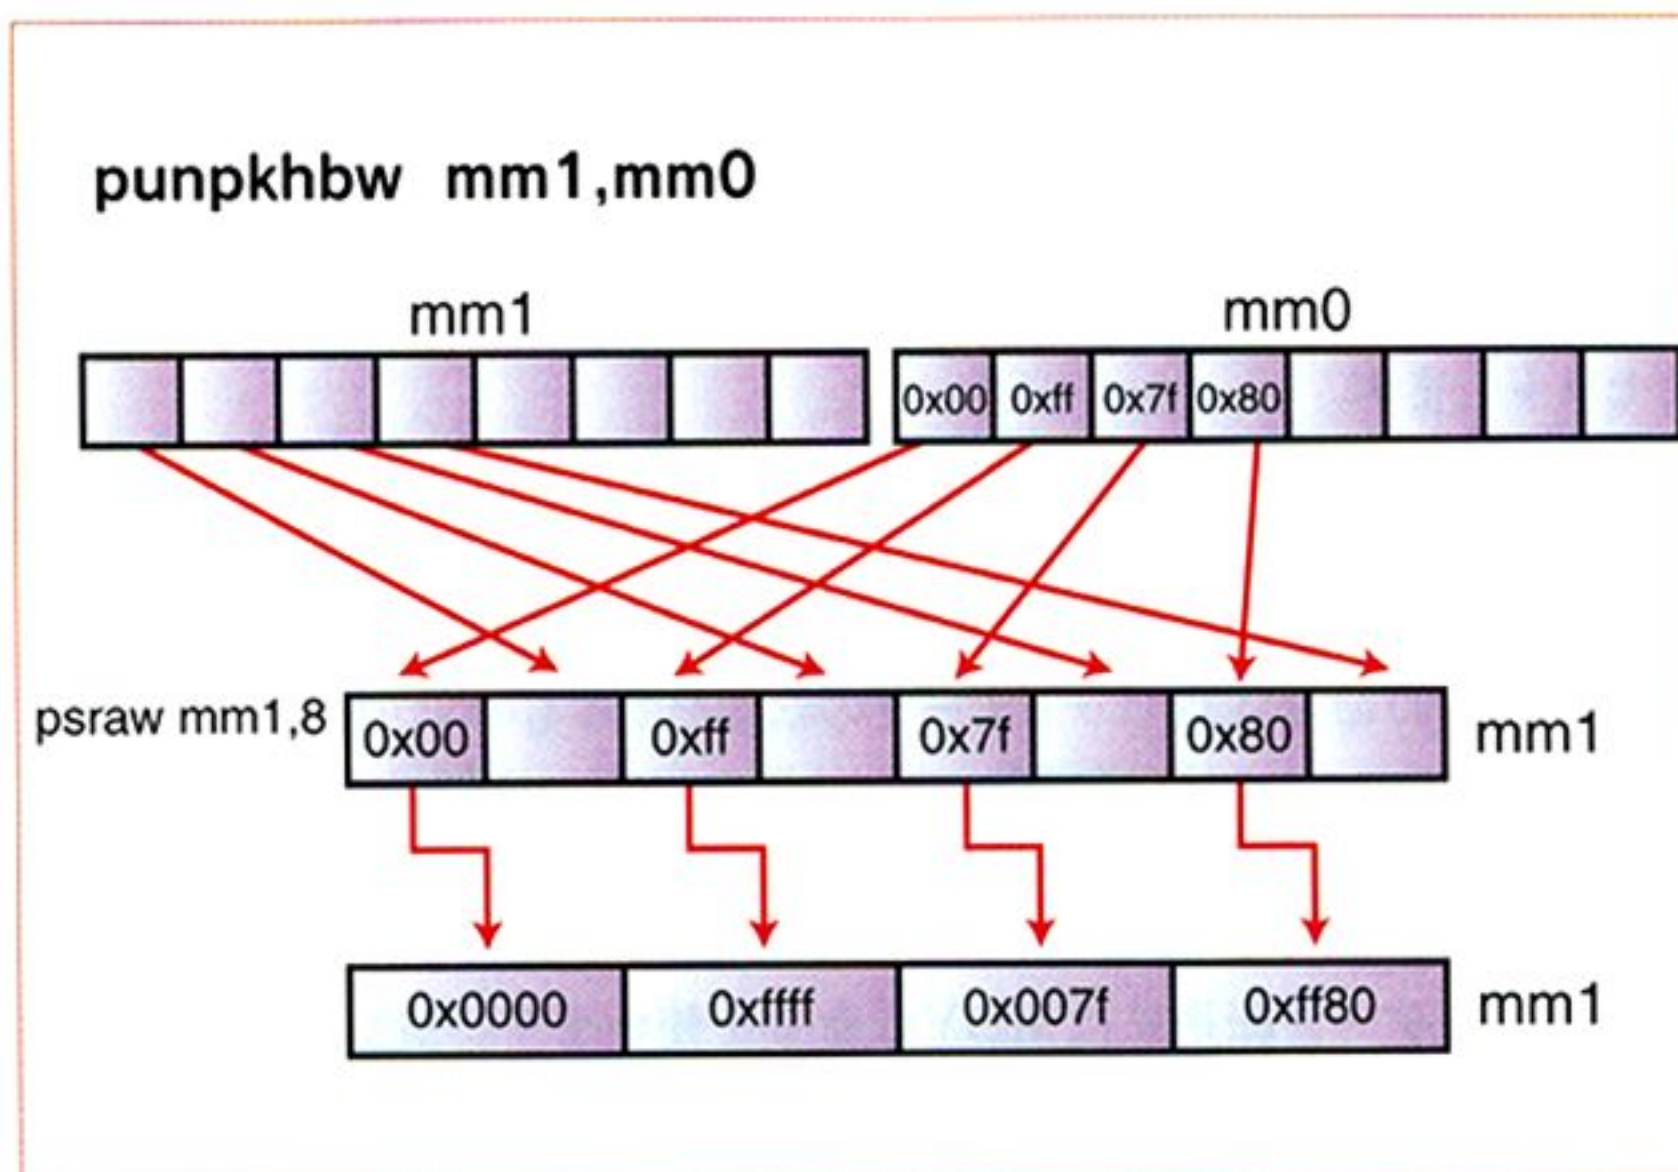 punpkhbw mm1,mm0
mm1 mm0
0x00 0xff 0x7f 0x80
psraw mm1,8 0x00 0xff 0x7f 0x80 mm1
0x0000 0xffff 0x007f 0xff80 mm1